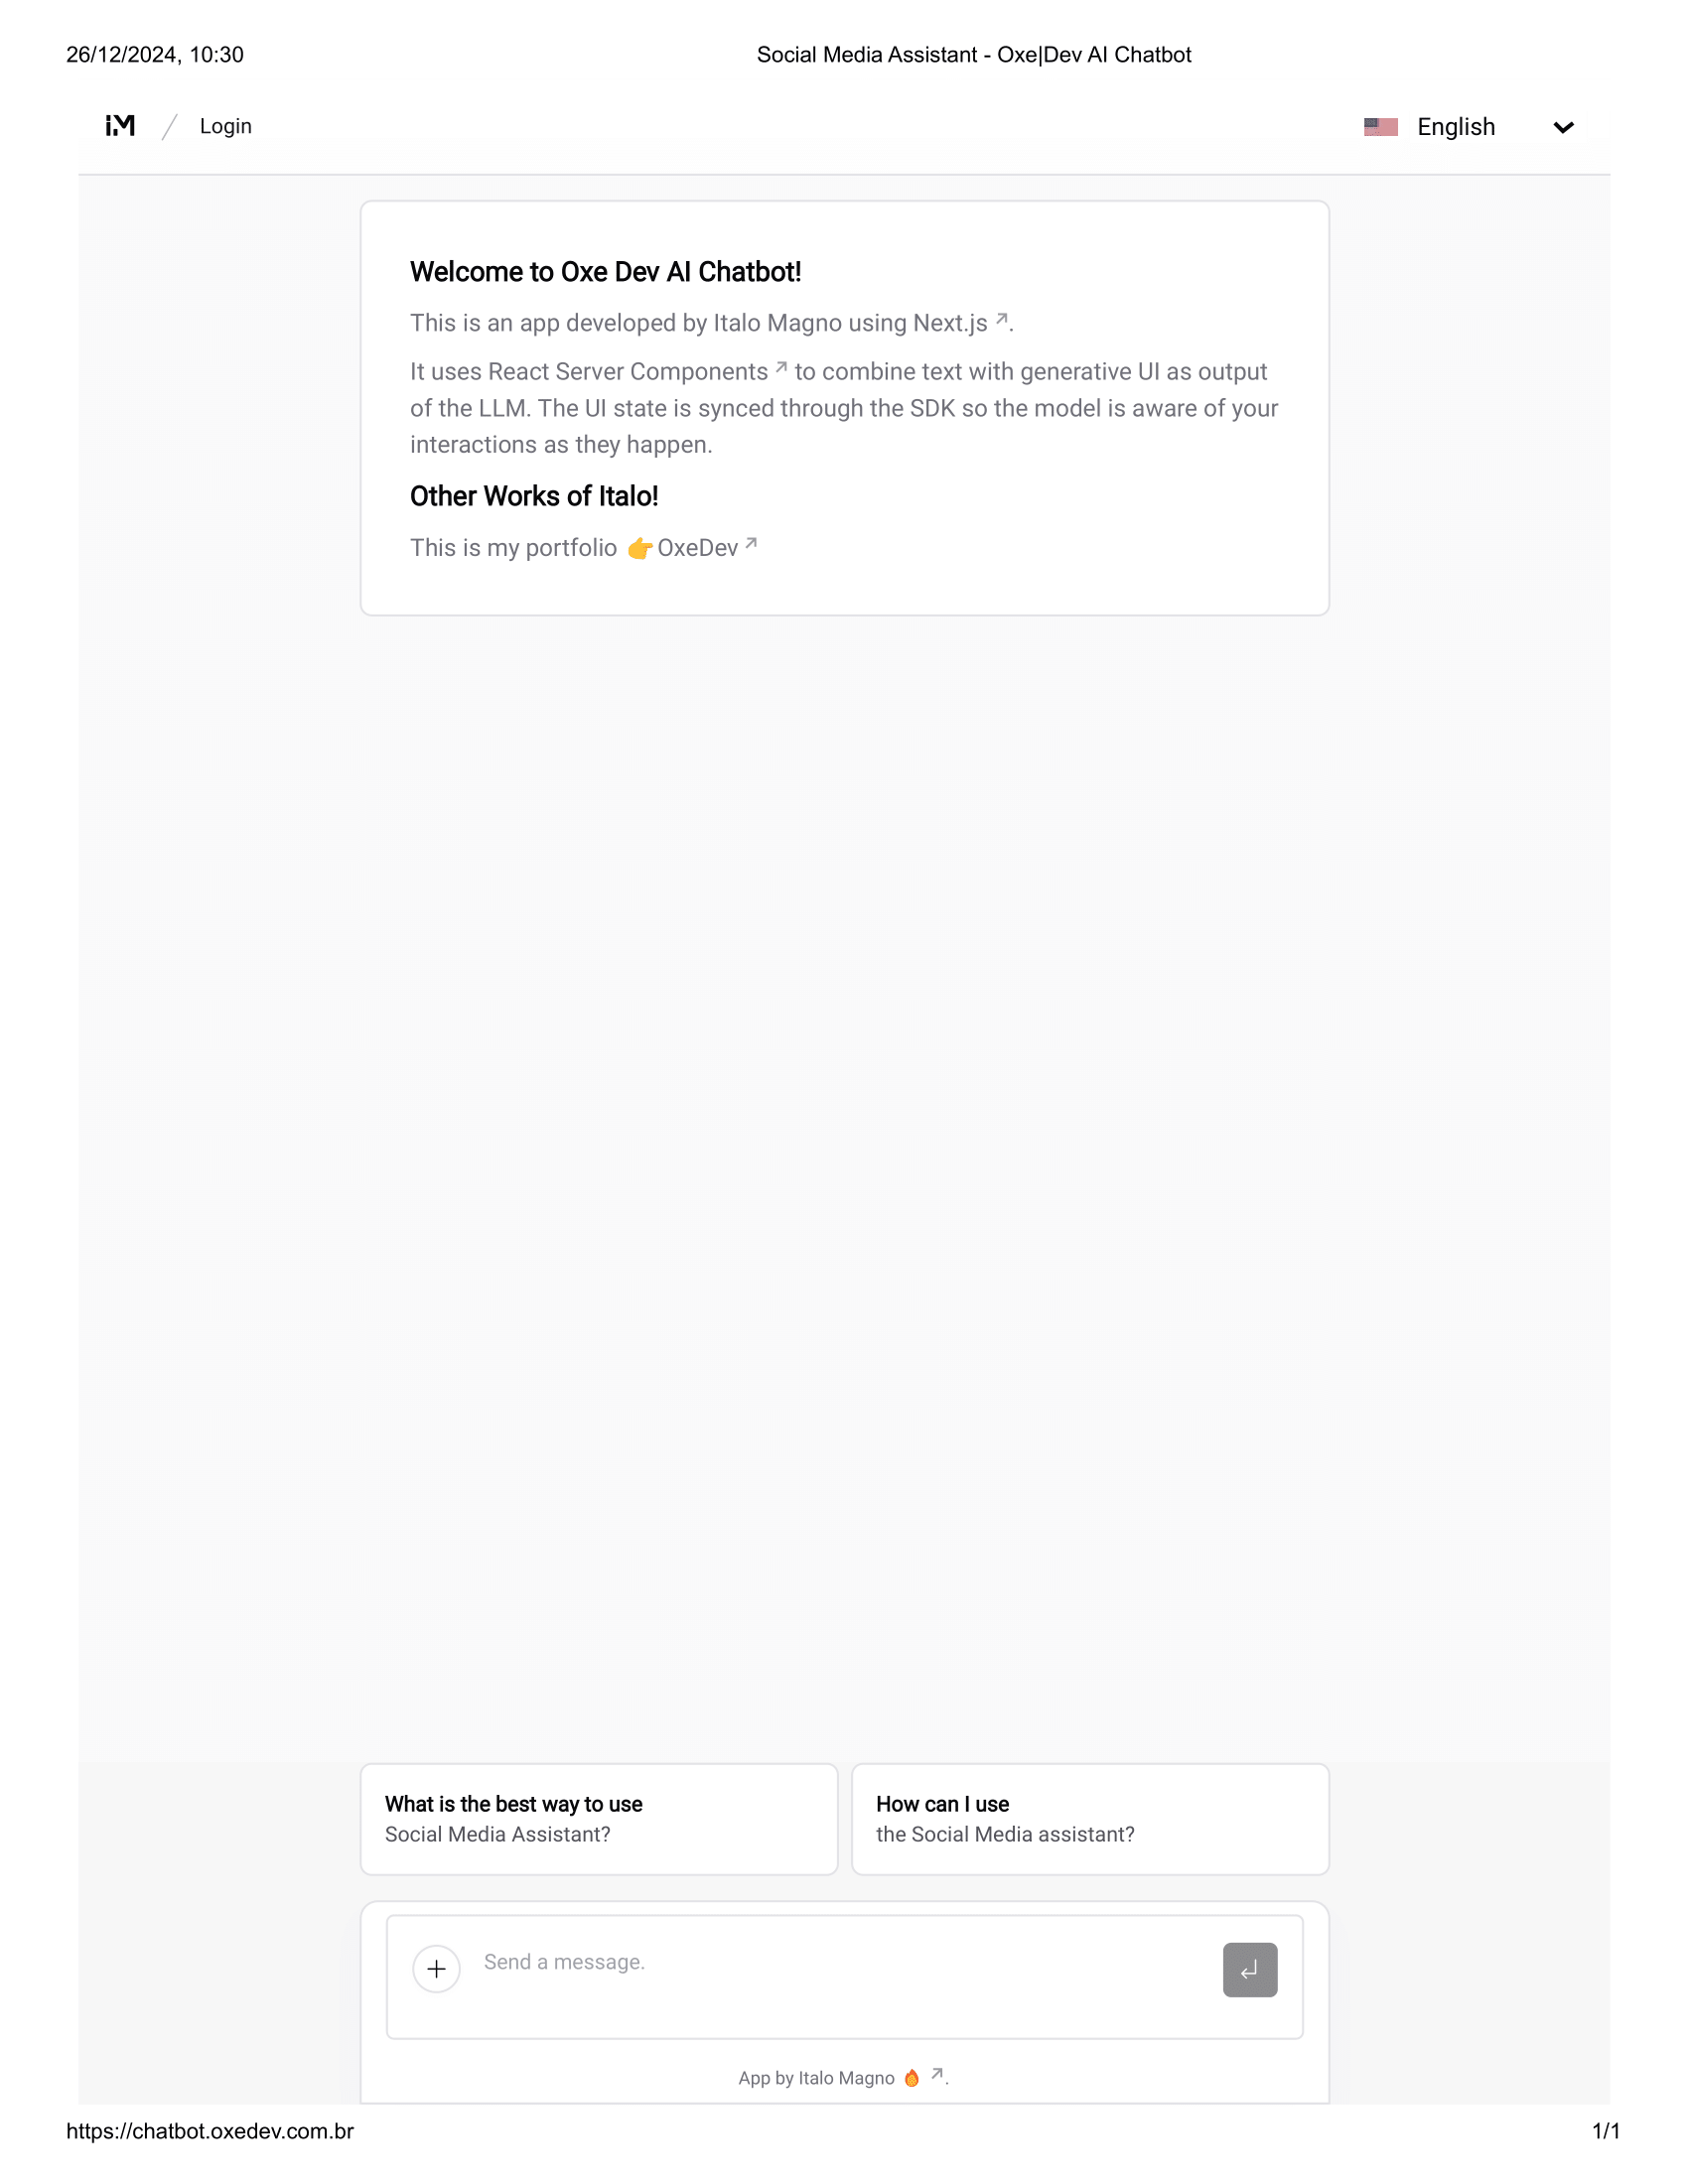 26/12/2024, 10:30 Social Media Assistant - Oxe|Dev AI Chatbot
iM / Login English
Welcome to Oxe Dev AI Chatbot!
This is an app developed by Italo Magno using Next.js ↗.
It uses React Server Components ↗ to combine text with generative UI as output
of the LLM. The UI state is synced through the SDK so the model is aware of your
interactions as they happen.
Other Works of Italo!
This is my portfolio 👉OxeDev ↗
What is the best way to use
Social Media Assistant?
How can I use
the Social Media assistant?
Send a message.
App by Italo Magno 🔥 ↗.
https://chatbot.oxedev.com.br 1/1